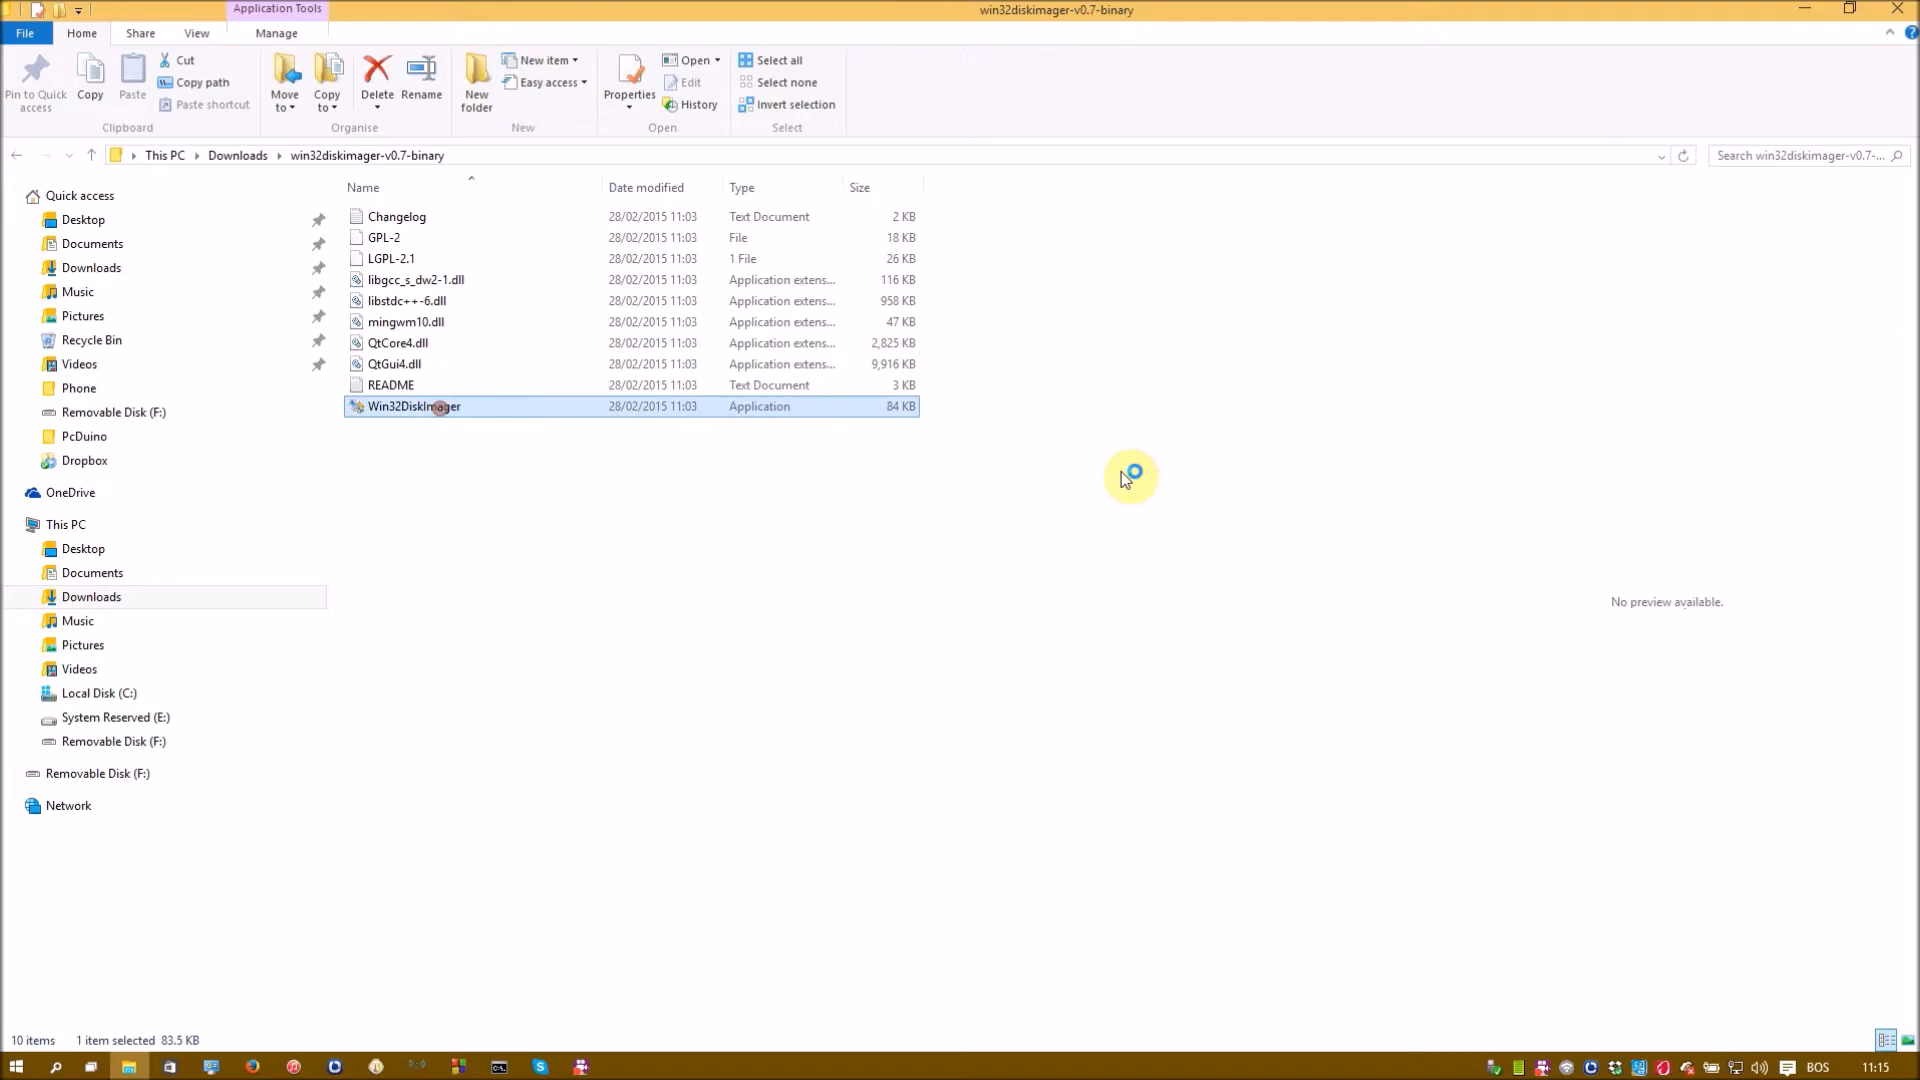 Application Tools
win32diskimager-v0.7-binary
File
Home
Share
View
Manage
Pin to Quick access
Copy
Paste
Cut
Copy path
Paste shortcut
Clipboard
Move to
Copy to
Delete
Rename
Organise
New folder
New item
Easy access
New
Properties
Open
Edit
History
Open
Select all
Select none
Invert selection
Select
This PC
Downloads
win32diskimager-v0.7-binary
Search win32diskimager-v0.7-...
Name
Date modified
Type
Size
Changelog 28/02/2015 11:03 Text Document 2 KB
GPL-2 28/02/2015 11:03 File 18 KB
LGPL-2.1 28/02/2015 11:03 1 File 26 KB
libgcc_s_dw2-1.dll 28/02/2015 11:03 Application extens... 116 KB
libstdc++-6.dll 28/02/2015 11:03 Application extens... 958 KB
mingwm10.dll 28/02/2015 11:03 Application extens... 47 KB
QtCore4.dll 28/02/2015 11:03 Application extens... 2,825 KB
QtGui4.dll 28/02/2015 11:03 Application extens... 9,916 KB
README 28/02/2015 11:03 Text Document 3 KB
Win32DiskImager 28/02/2015 11:03 Application 84 KB
Quick access
Desktop
Documents
Downloads
Music
Pictures
Recycle Bin
Videos
Phone
Removable Disk (F:)
PcDuino
Dropbox
OneDrive
This PC
Desktop
Documents
Downloads
Music
Pictures
Videos
Local Disk (C:)
System Reserved (E:)
Removable Disk (F:)
Removable Disk (F:)
Network
No preview available.
10 items
1 item selected 83.5 KB
BOS
11:15